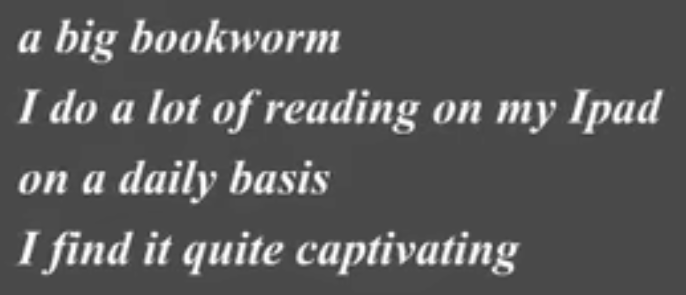 a big bookworm
I do a lot of reading on my Ipad
on a daily basis
I find it quite captivating